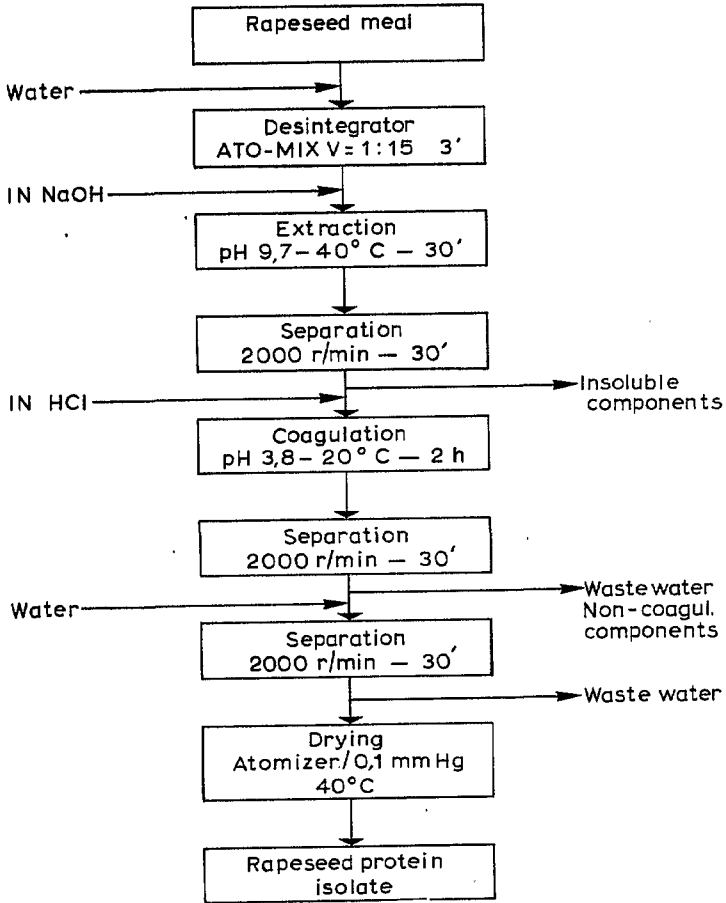 Rapeseed meal
Water
Desintegrator
ATO-MIX V = 1:15 3′
IN NaOH
Extraction
pH 9,7 – 40° C – 30′
Separation
2000 r/min – 30′
Insoluble
components
IN HCl
Coagulation
pH 3,8 – 20° C – 2 h
Separation
2000 r/min – 30′
Waste water
Non-coagul.
components
Water
Separation
2000 r/min – 30′
Waste water
Drying
Atomizer/0,1 mm Hg
40°C
Rapeseed protein
isolate